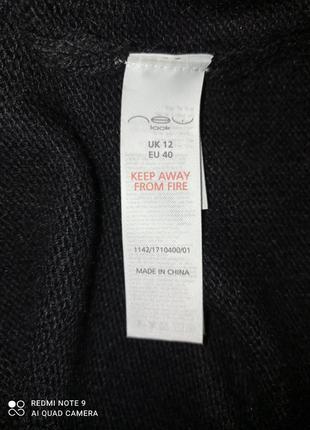 new
look
UK 12
EU 40
KEEP AWAY
FROM FIRE
1142/1710400/01
MADE IN CHINA
REDMI NOTE 9
AI QUAD CAMERA